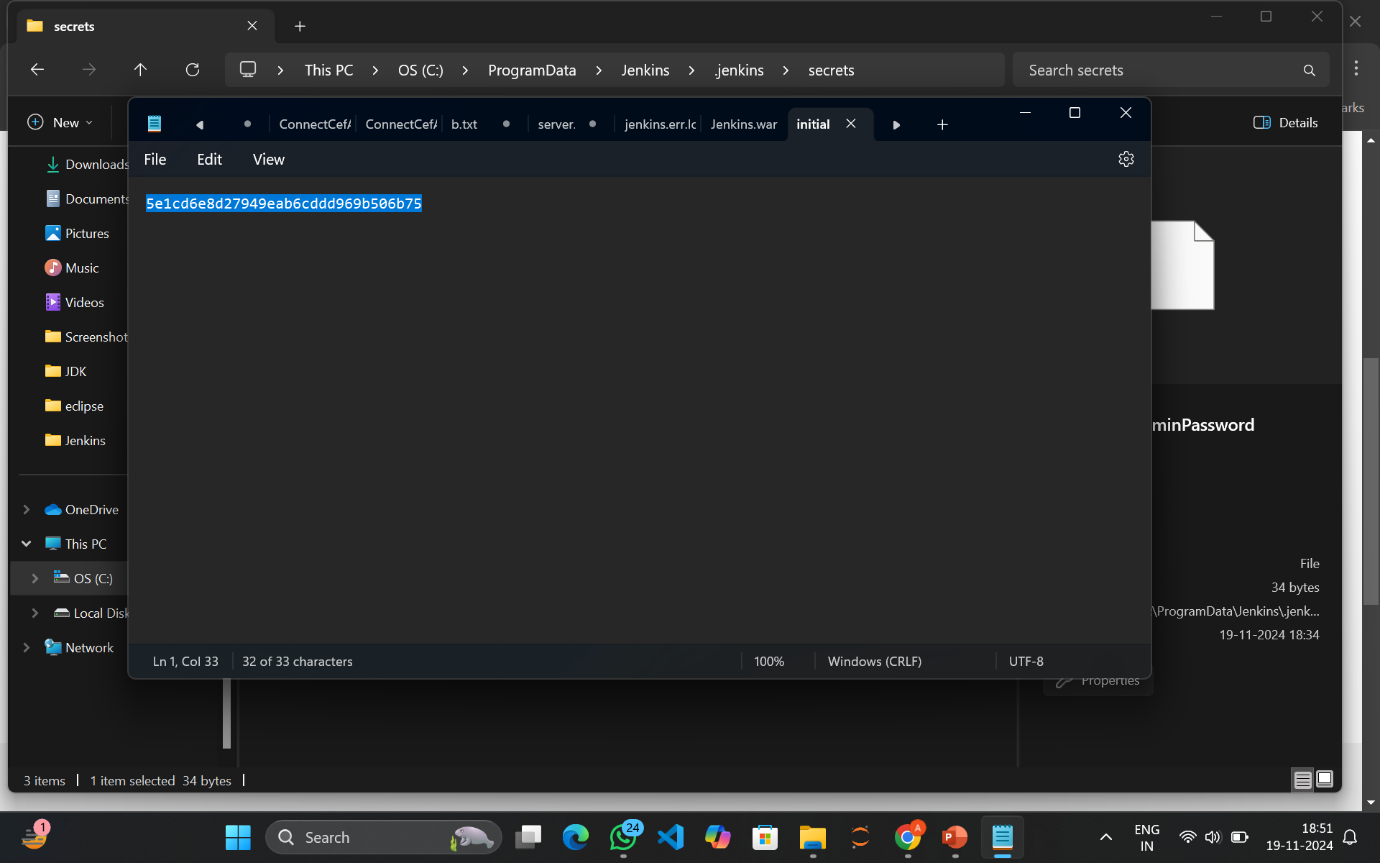 secrets
This PC
OS (C:)
ProgramData
Jenkins
.jenkins
secrets
Search secrets
arks
New
Details
ConnectCef
ConnectCef
b.txt
server.
jenkins.err.lo
Jenkins.war
initial
File
Edit
View
5e1cd6e8d27949eab6cddd969b506b75
Downloads
Documents
Pictures
Music
Videos
Screenshot
JDK
eclipse
Jenkins
OneDrive
This PC
OS (C:)
Local Disk
Network
minPassword
File
34 bytes
\ProgramData\Jenkins\.jenk...
19-11-2024 18:34
Properties
Ln 1, Col 33
32 of 33 characters
100%
Windows (CRLF)
UTF-8
3 items
1 item selected 34 bytes
1
Search
24
A
ENG
IN
18:51
19-11-2024